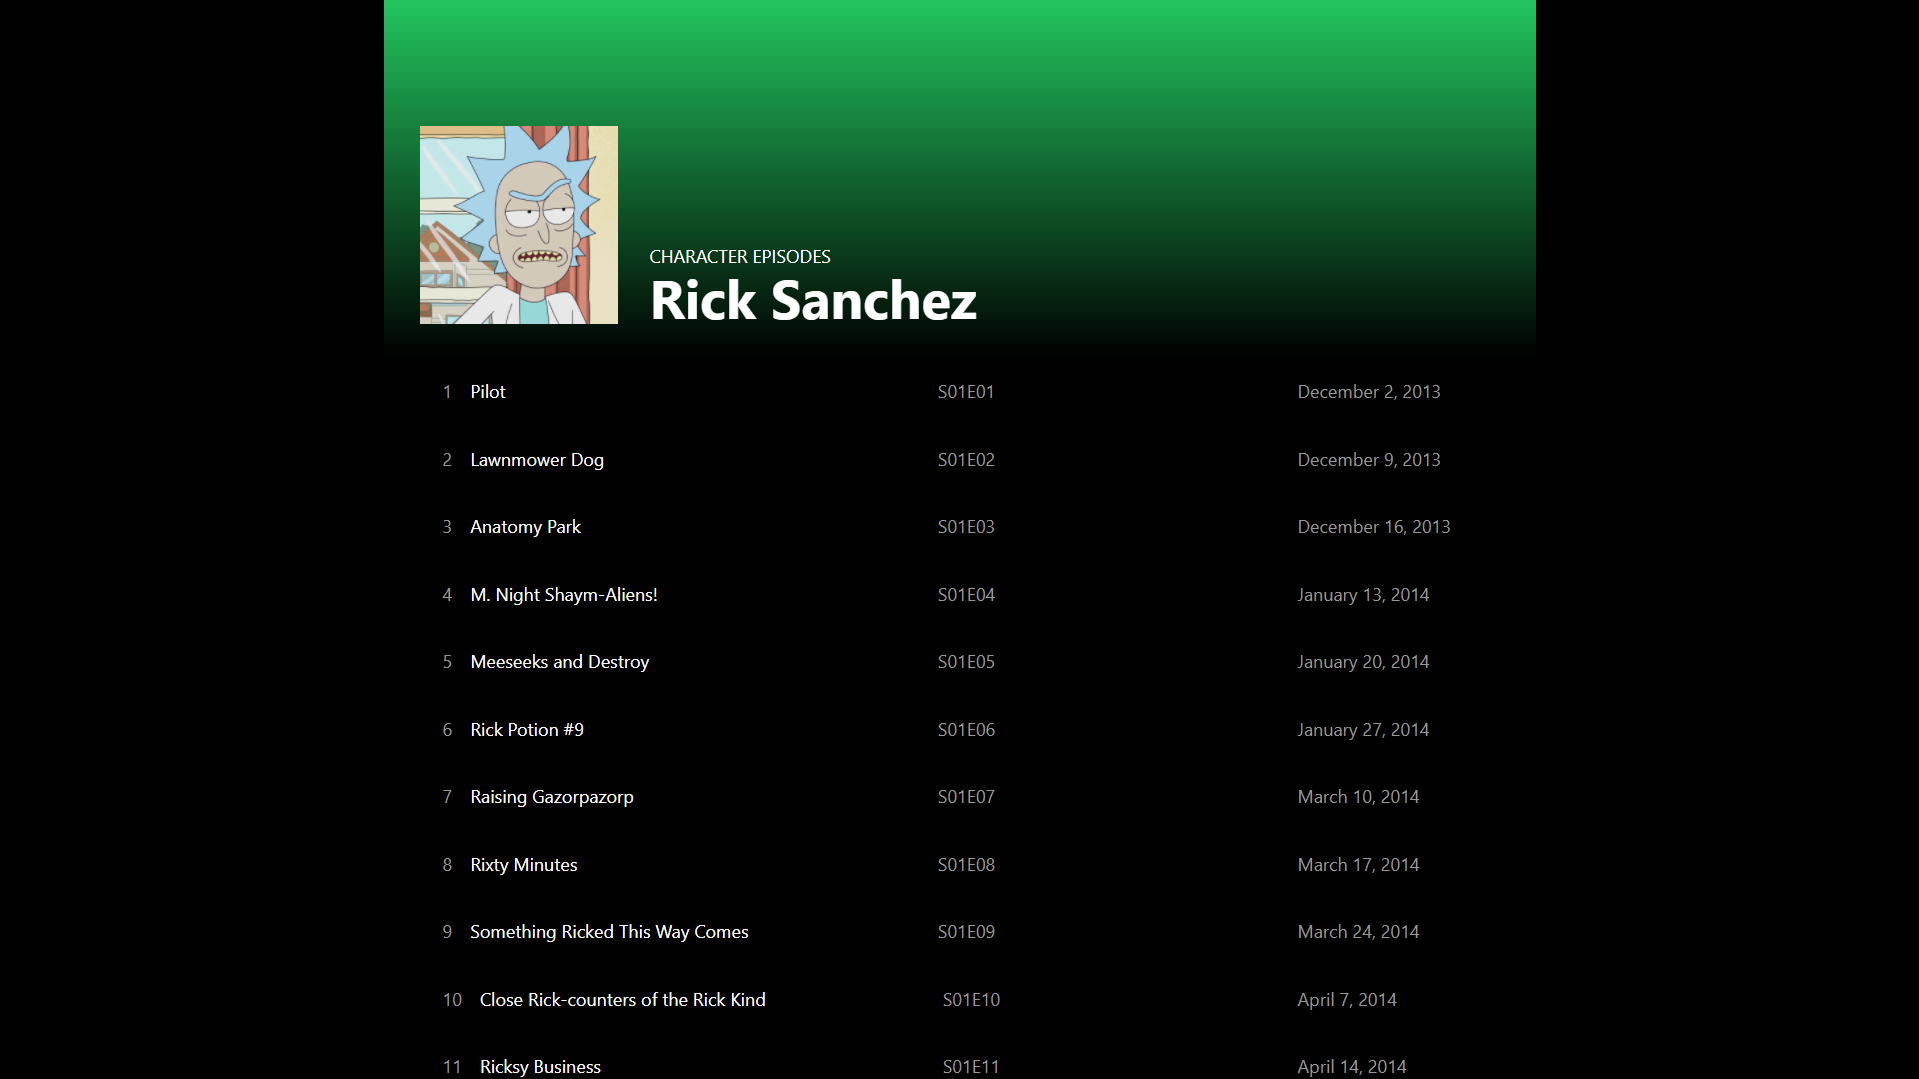 CHARACTER EPISODES
Rick Sanchez
1 Pilot S01E01 December 2, 2013
2 Lawnmower Dog S01E02 December 9, 2013
3 Anatomy Park S01E03 December 16, 2013
4 M. Night Shaym-Aliens! S01E04 January 13, 2014
5 Meeseeks and Destroy S01E05 January 20, 2014
6 Rick Potion #9 S01E06 January 27, 2014
7 Raising Gazorpazorp S01E07 March 10, 2014
8 Rixty Minutes S01E08 March 17, 2014
9 Something Ricked This Way Comes S01E09 March 24, 2014
10 Close Rick-counters of the Rick Kind S01E10 April 7, 2014
11 Ricksy Business S01E11 April 14, 2014